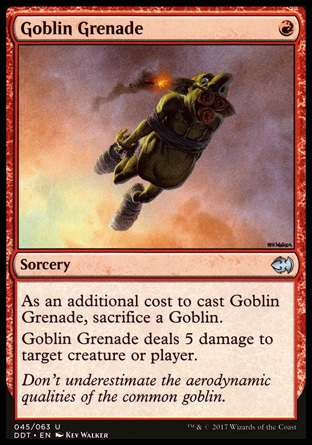 Goblin Grenade
KEV WALKER
Sorcery
As an additional cost to cast Goblin
Grenade, sacrifice a Goblin.
Goblin Grenade deals 5 damage to
target creature or player.
Don't underestimate the aerodynamic
qualities of the common goblin.
045/063 U
DDT • EN Kev Walker
™ & © 2017 Wizards of the Coast